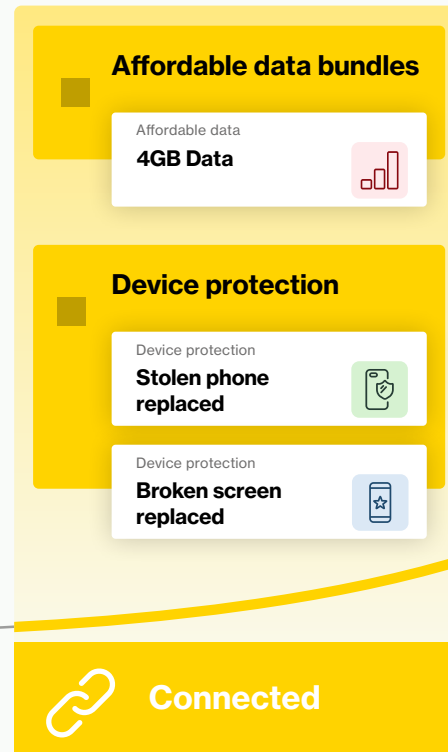 Affordable data bundles
Affordable data
4GB Data
Device protection
Device protection
Stolen phone
replaced
Device protection
Broken screen
replaced
Connected